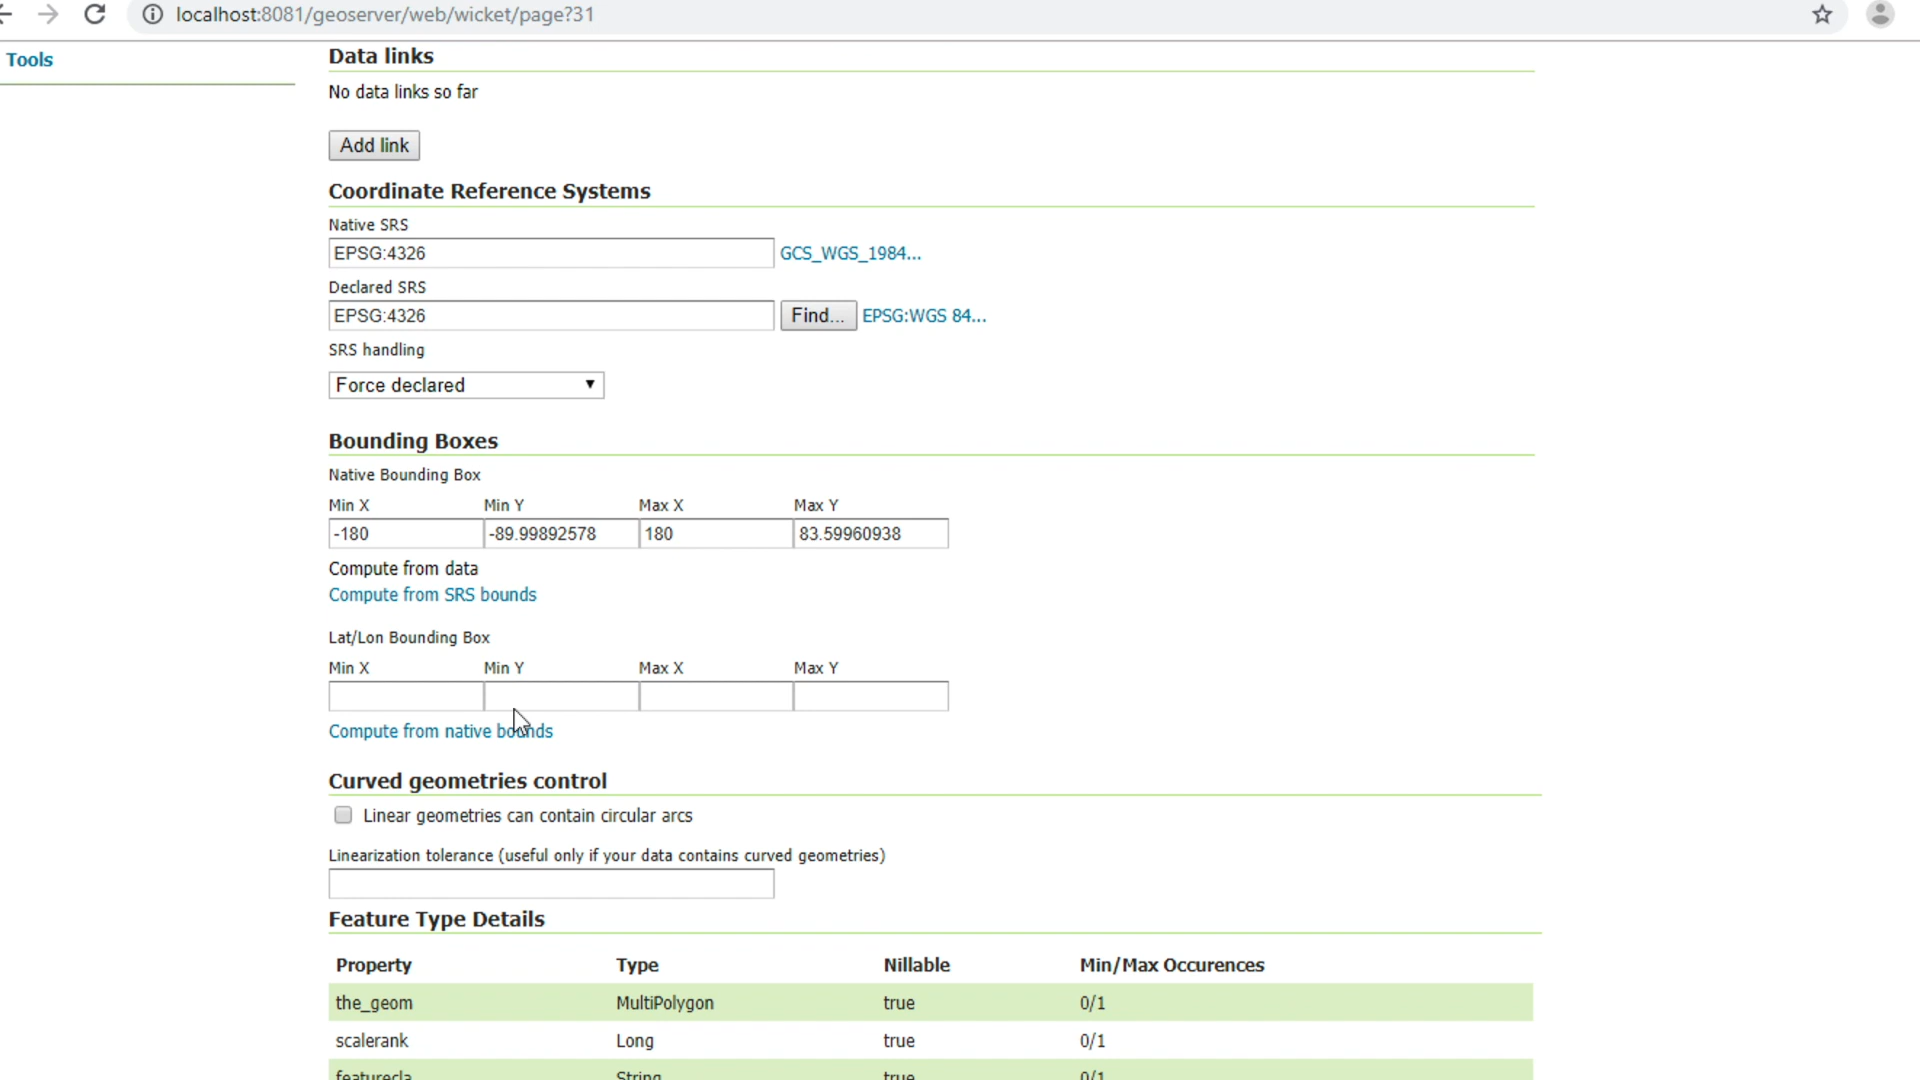 localhost:8081/geoserver/web/wicket/page?31
Tools
Data links
No data links so far
Add link
Coordinate Reference Systems
Native SRS
EPSG:4326 GCS_WGS_1984...
Declared SRS
EPSG:4326 Find... EPSG:WGS 84...
SRS handling
Force declared
Bounding Boxes
Native Bounding Box
Min X Min Y Max X Max Y
-180 -89.99892578 180 83.59960938
Compute from data
Compute from SRS bounds
Lat/Lon Bounding Box
Min X Min Y Max X Max Y
Compute from native bounds
Curved geometries control
Linear geometries can contain circular arcs
Linearization tolerance (useful only if your data contains curved geometries)
Feature Type Details
Property Type Nillable Min/Max Occurences
the_geom MultiPolygon true 0/1
scalerank Long true 0/1
featurecla String true 0/1